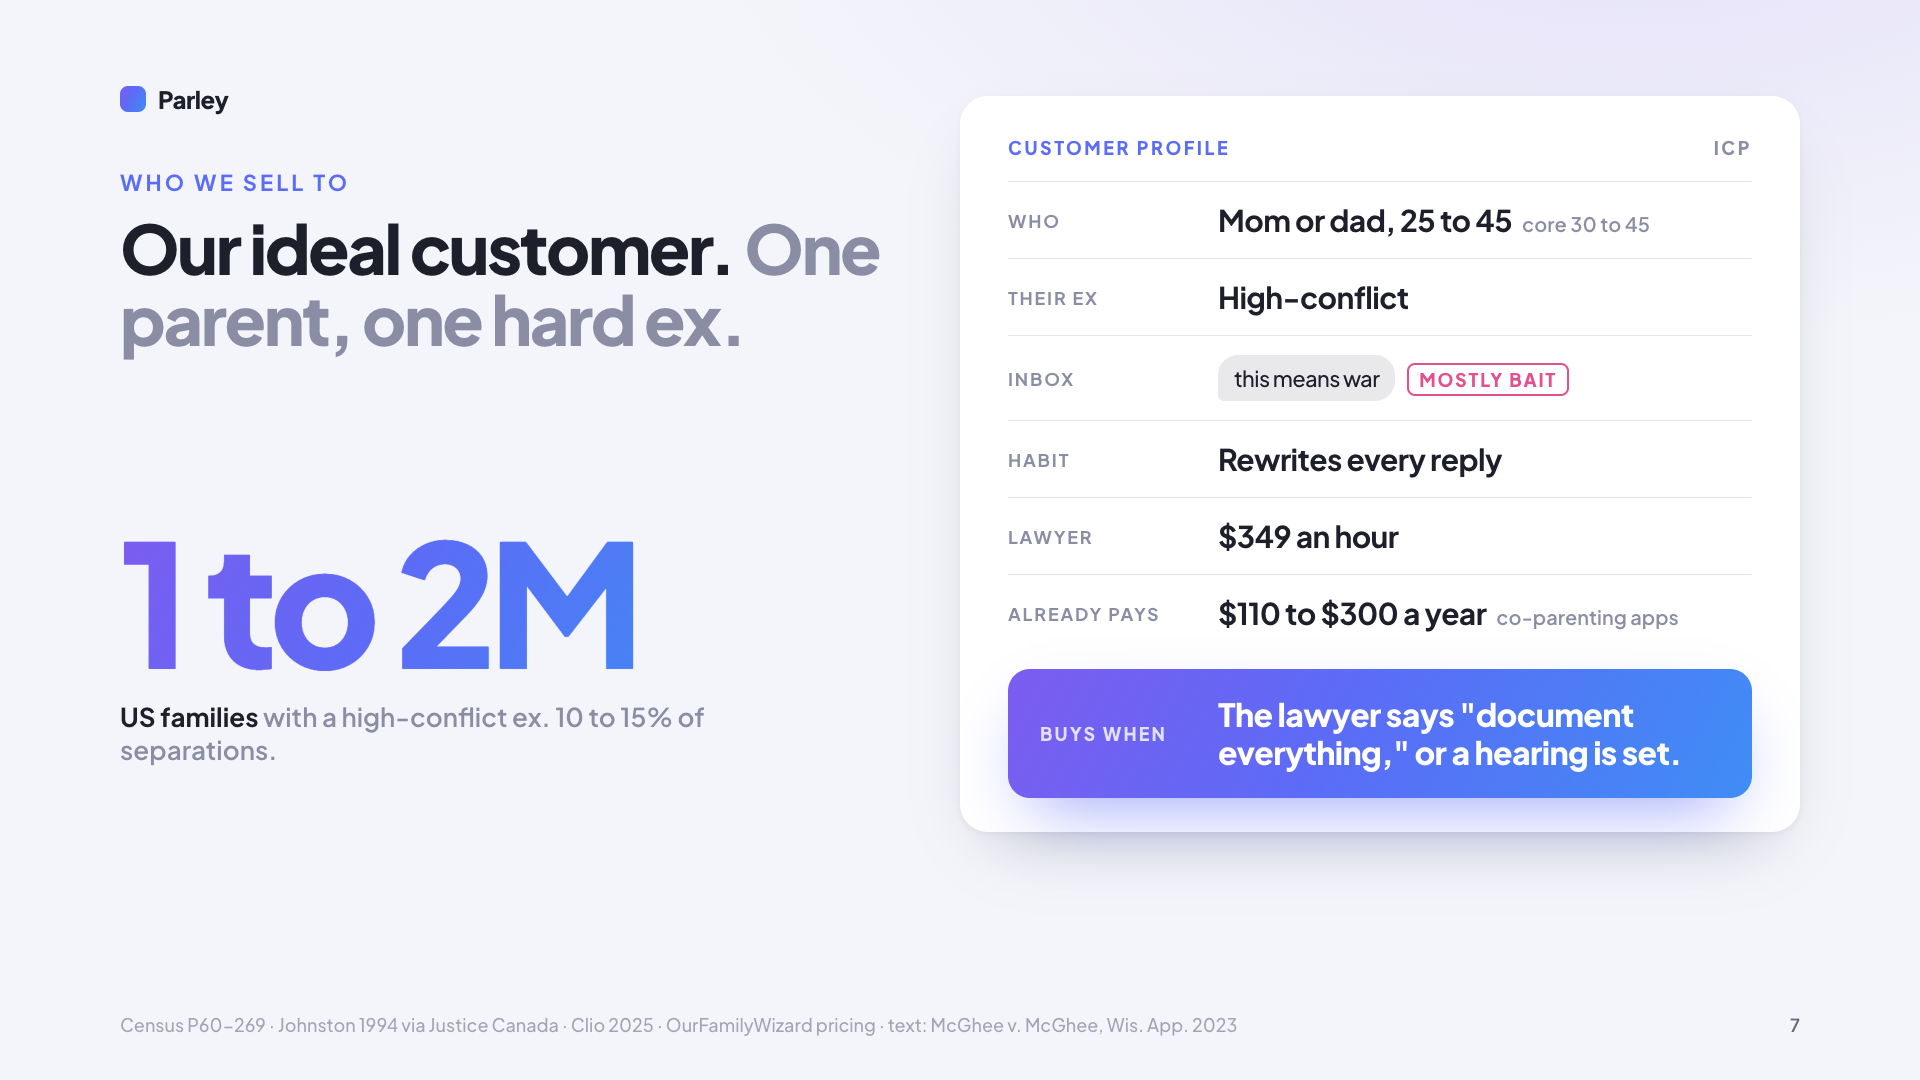 Parley
WHO WE SELL TO
Our ideal customer. One
parent, one hard ex.
1 to 2M
US families with a high-conflict ex. 10 to 15% of
separations.
CUSTOMER PROFILE ICP
WHO Mom or dad, 25 to 45 core 30 to 45
THEIR EX High-conflict
INBOX this means war MOSTLY BAIT
HABIT Rewrites every reply
LAWYER $349 an hour
ALREADY PAYS $110 to $300 a year co-parenting apps
BUYS WHEN The lawyer says "document
everything," or a hearing is set.
Census P60-269 · Johnston 1994 via Justice Canada · Clio 2025 · OurFamilyWizard pricing · text: McGhee v. McGhee, Wis. App. 2023
7